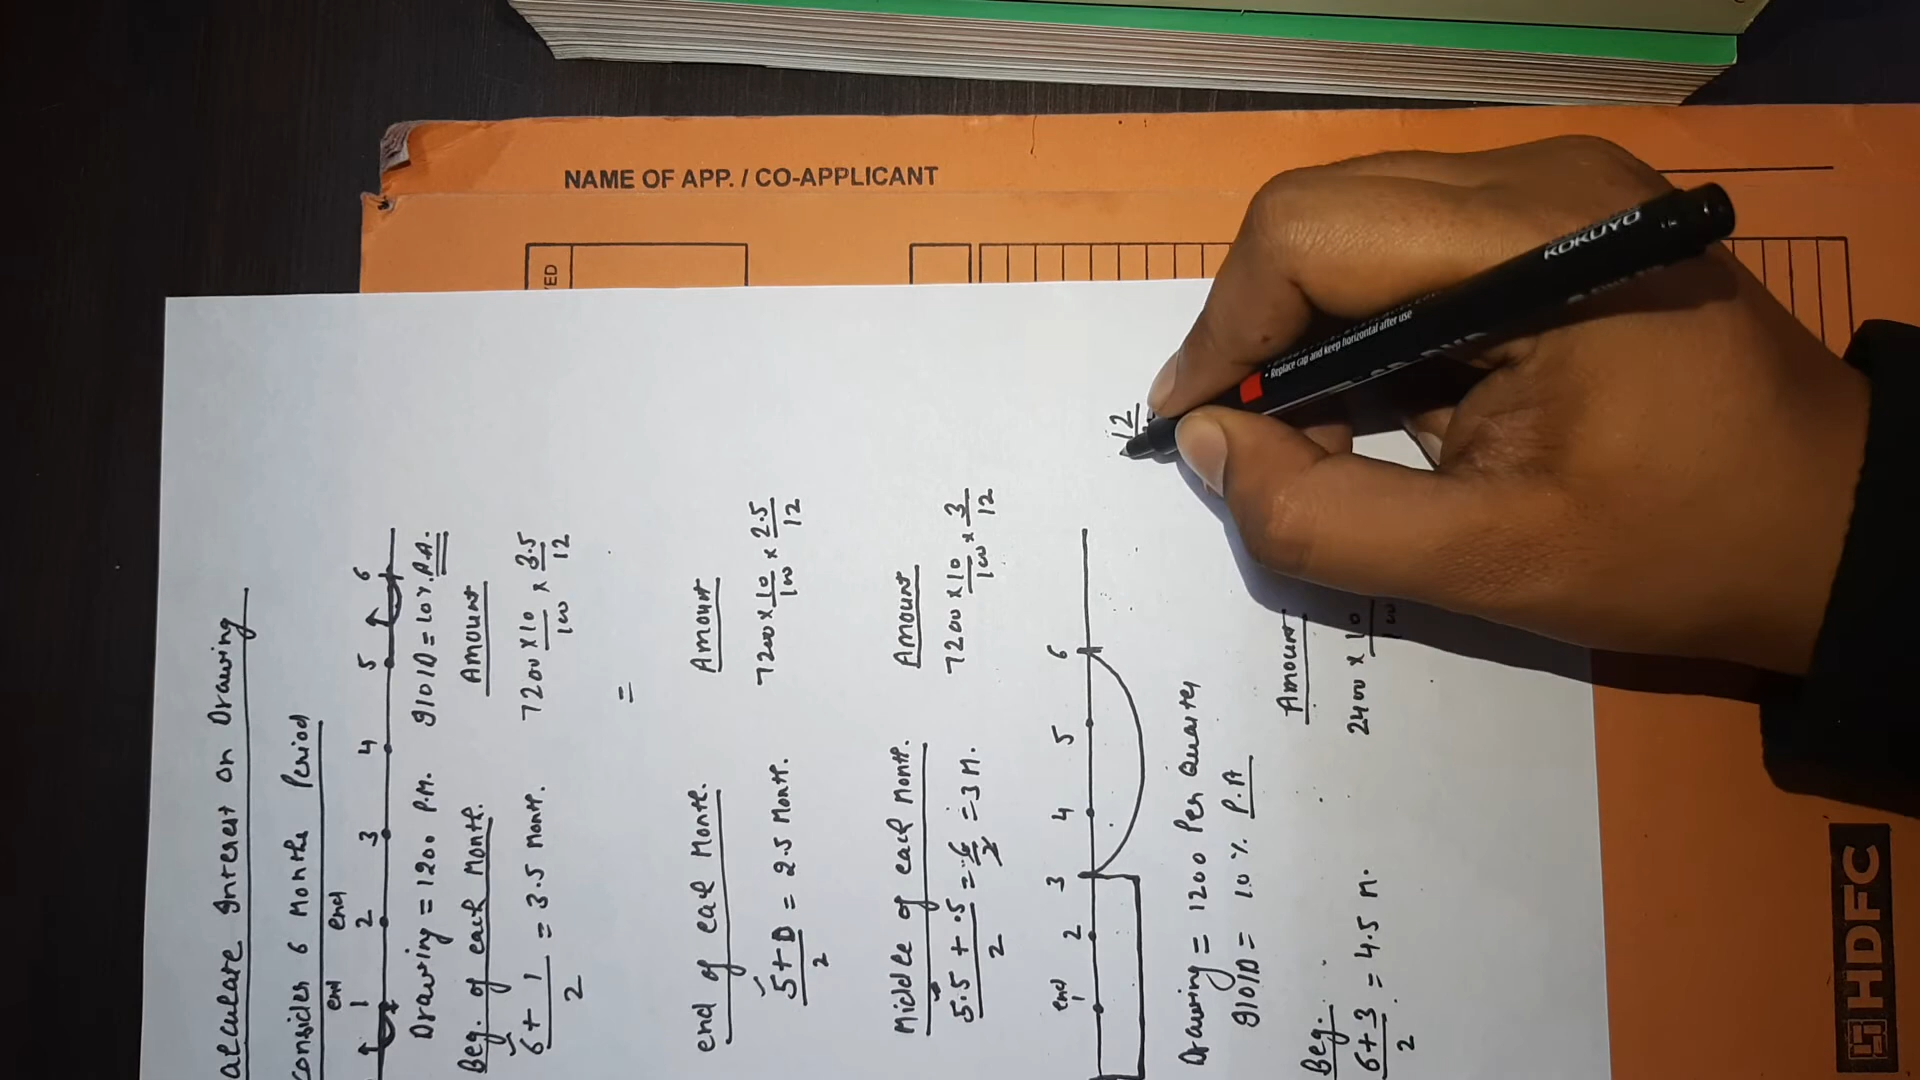 NAME OF APP. / CO-APPLICANT
KOKUYO
Replace cap and keep horizontal after use
HDFC
alculate Interest on Drawing
consider 6 Months Period
end end
1 2 3 4 5 6
Drawing = 1200 P.M. IOID = 10%. P.A.
Beg. of each Month. Amount
6 + 1 / 2 = 3.5 Month. 7200 x 10/100 x 3.5/12
=
end of each Month. Amount
5 + 0 / 2 = 2.5 Month. 7200 x 10/100 x 2.5/12
Middle of each Month. Amount
5.5 + .5 / 2 = 6/2 = 3 M. 7200 x 10/100 x 3/12
end
1 2 3 4 5 6
12
Drawing = 1200 Per Quarter
IOID = 10% P.A
Beg. Amount
6 + 3 / 2 = 4.5 M. 2400 x 10/100